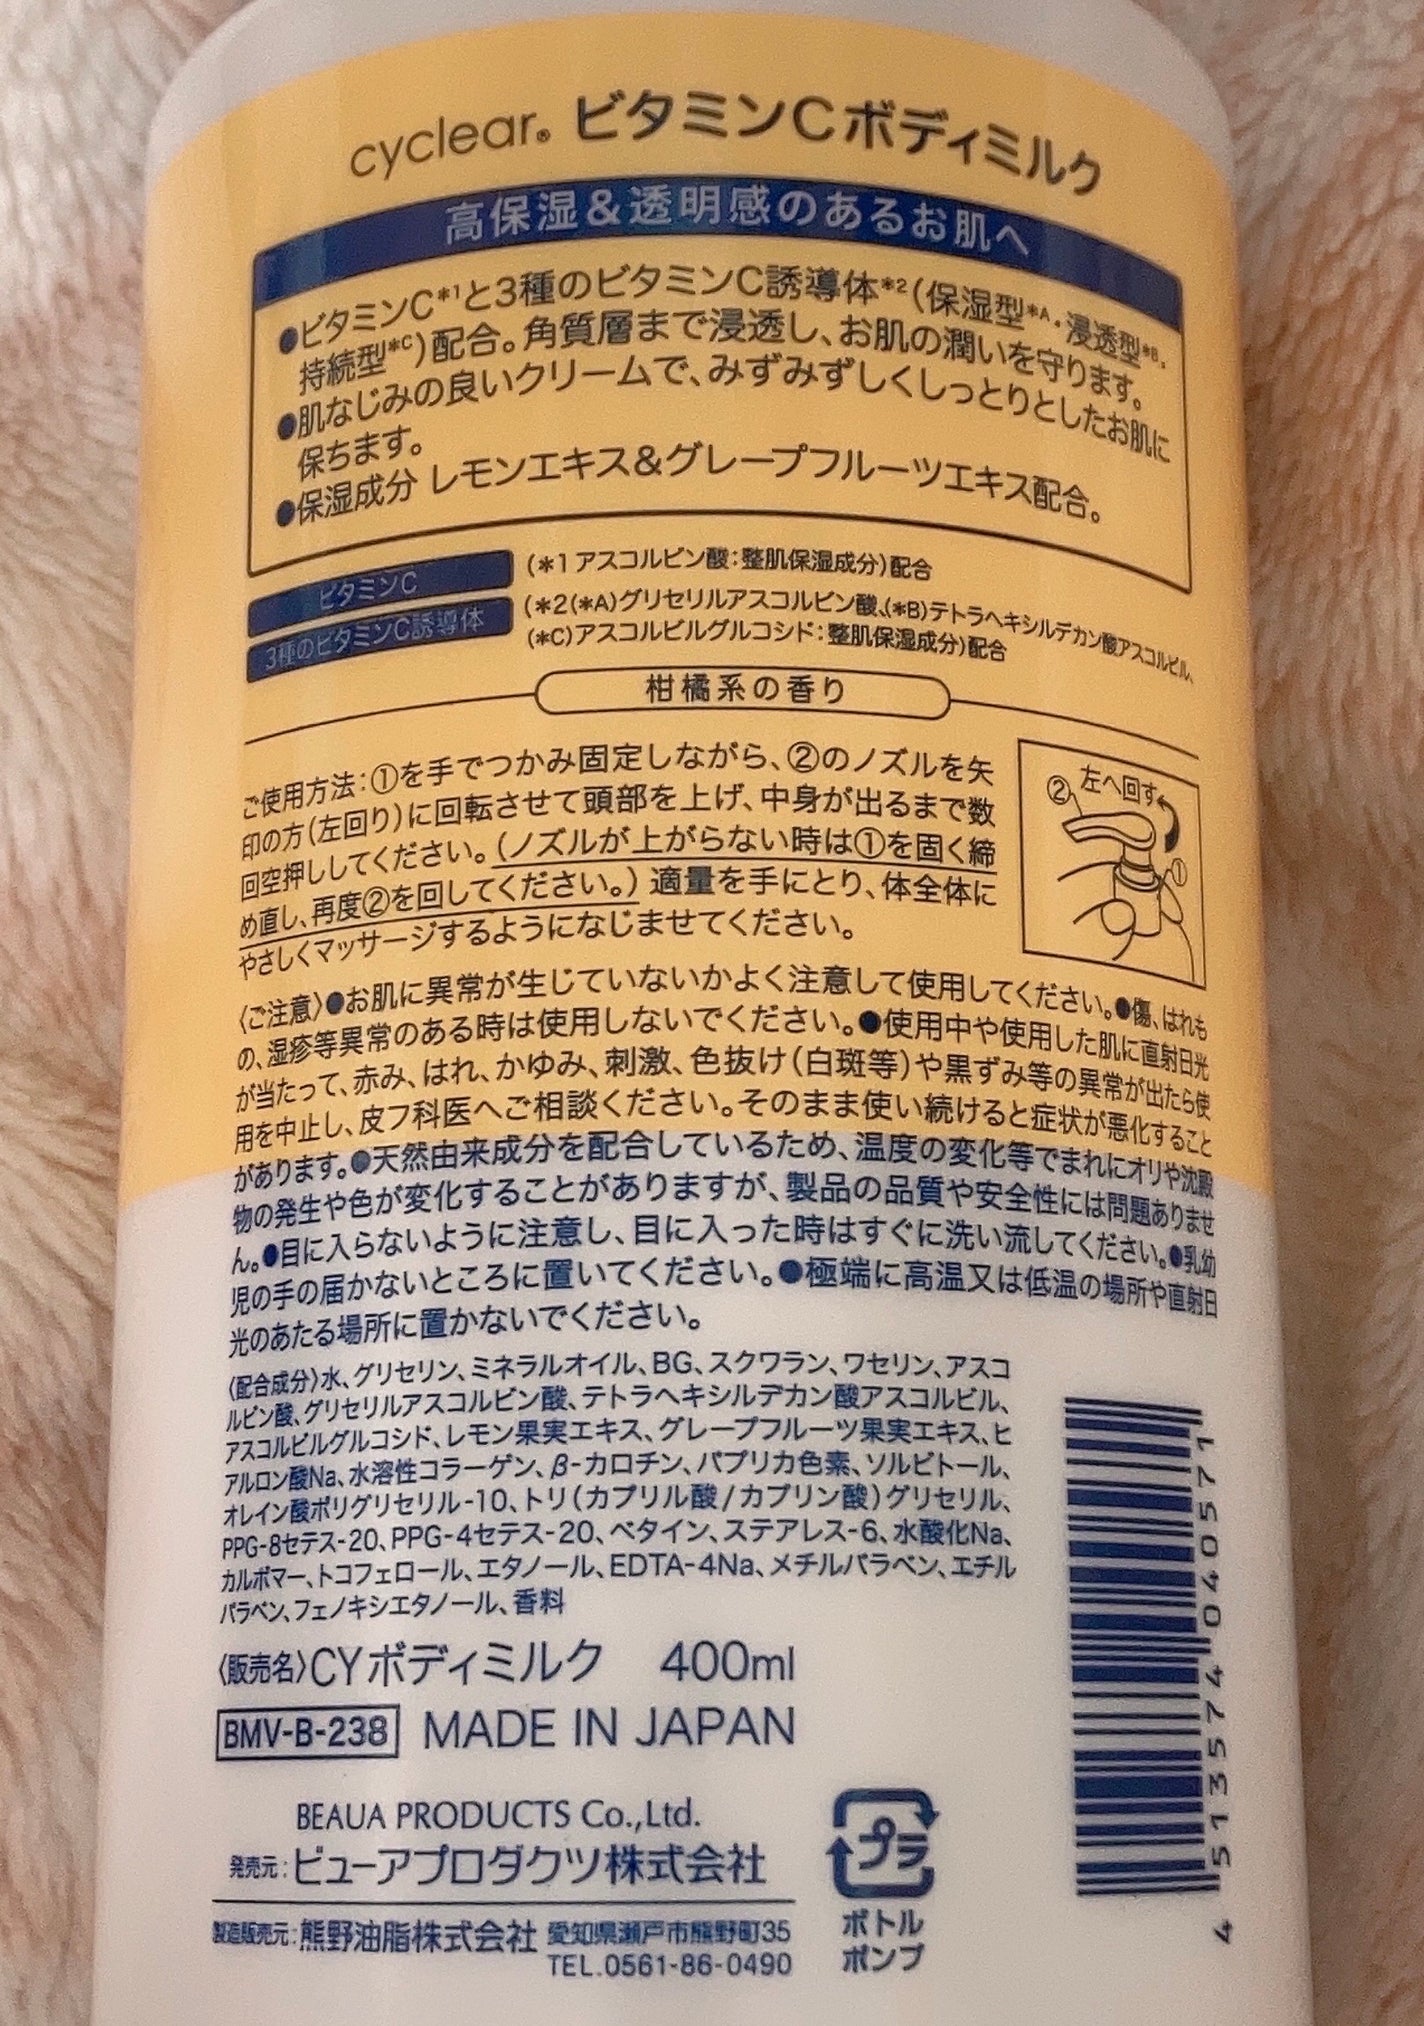 cyclear® ビタミンCボディミルク
高保湿&透明感のあるお肌へ
●ビタミンC*1と3種のビタミンC誘導体*2(保湿型*A・浸透型*B・
持続型*C)配合。角質層まで浸透し、お肌の潤いを守ります。
●肌なじみの良いクリームで、みずみずしくしっとりとしたお肌に
保ちます。
●保湿成分 レモンエキス&グレープフルーツエキス配合。
ビタミンC (*1 アスコルビン酸:整肌保湿成分)配合
3種のビタミンC誘導体 (*2(*A)グリセリルアスコルビン酸、(*B)テトラヘキシルデカン酸アスコルビル、
(*C)アスコルビルグルコシド:整肌保湿成分)配合
柑橘系の香り
ご使用方法:①を手でつかみ固定しながら、②のノズルを矢
印の方(左回り)に回転させて頭部を上げ、中身が出るまで数
回空押ししてください。(ノズルが上がらない時は①を固く締
め直し、再度②を回してください。)適量を手にとり、体全体に
やさしくマッサージするようになじませてください。
②左へ回す
①
〈ご注意〉●お肌に異常が生じていないかよく注意して使用してください。●傷、はれも
の、湿疹等異常のある時は使用しないでください。●使用中や使用した肌に直射日光
が当たって、赤み、はれ、かゆみ、刺激、色抜け(白斑等)や黒ずみ等の異常が出たら使
用を中止し、皮フ科医へご相談ください。そのまま使い続けると症状が悪化すること
があります。●天然由来成分を配合しているため、温度の変化等でまれにオリや沈殿
物の発生や色が変化することがありますが、製品の品質や安全性には問題ありませ
ん。●目に入らないように注意し、目に入った時はすぐに洗い流してください。●乳幼
児の手の届かないところに置いてください。●極端に高温又は低温の場所や直射日
光のあたる場所に置かないでください。
〈配合成分〉水、グリセリン、ミネラルオイル、BG、スクワラン、ワセリン、アスコ
ルビン酸、グリセリルアスコルビン酸、テトラヘキシルデカン酸アスコルビル、
アスコルビルグルコシド、レモン果実エキス、グレープフルーツ果実エキス、ヒ
アルロン酸Na、水溶性コラーゲン、β-カロチン、パプリカ色素、ソルビトール、
オレイン酸ポリグリセリル-10、トリ(カプリル酸/カプリン酸)グリセリル、
PPG-8セテス-20、PPG-4セテス-20、ベタイン、ステアレス-6、水酸化Na、
カルボマー、トコフェロール、エタノール、EDTA-4Na、メチルパラベン、エチル
パラベン、フェノキシエタノール、香料
〈販売名〉CYボディミルク 400ml
BMV-B-238 MADE IN JAPAN
BEAUA PRODUCTS Co.,Ltd.
発売元:ビューアプロダクツ株式会社
製造販売元:熊野油脂株式会社 愛知県瀬戸市熊野町35
TEL.0561-86-0490
プラ
ボトル
ポンプ
4513574040571